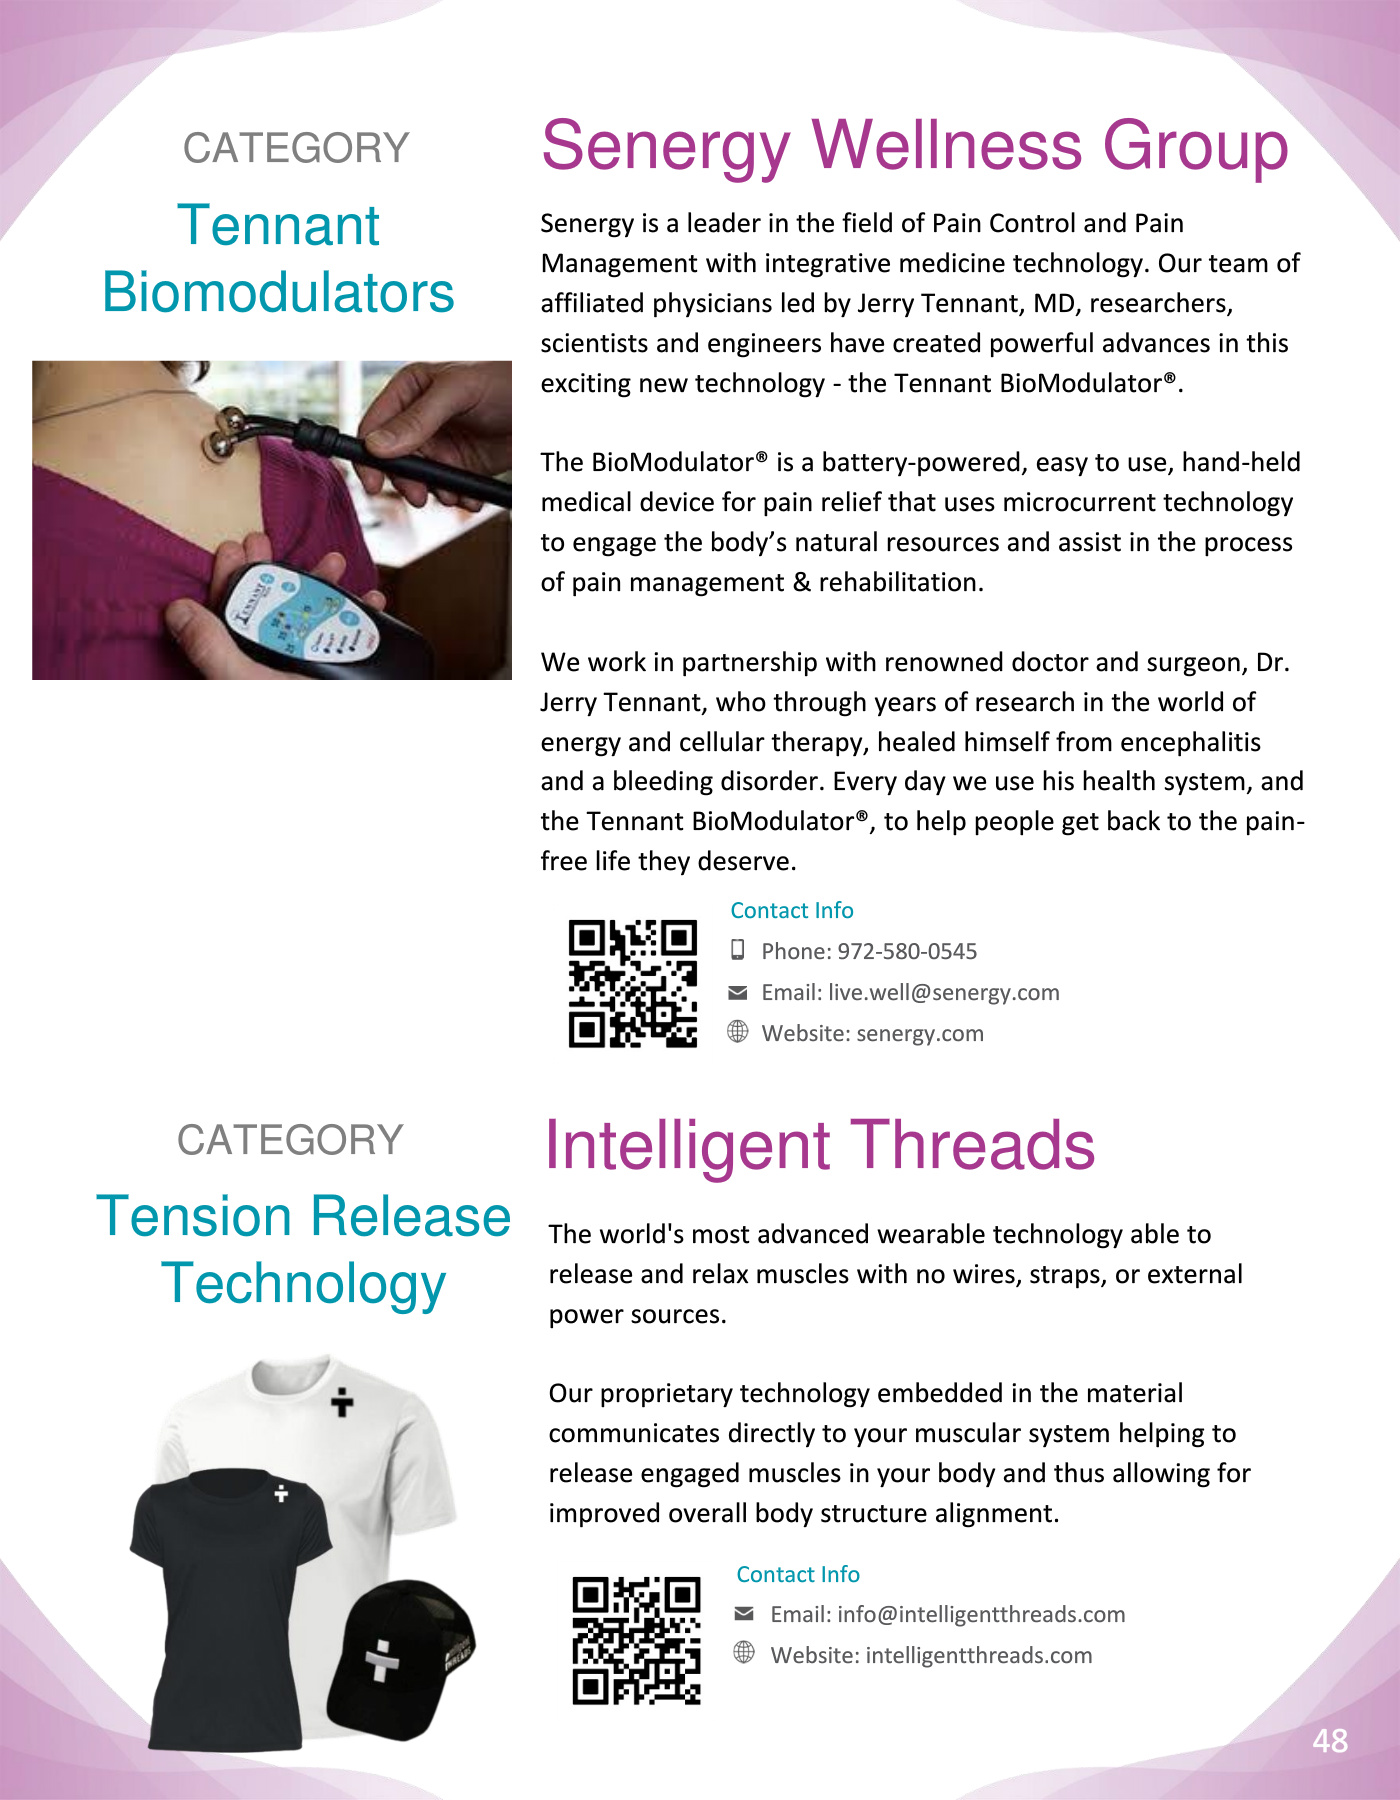 CATEGORY
Tennant
Biomodulators
Senergy Wellness Group
Senergy is a leader in the field of Pain Control and Pain
Management with integrative medicine technology. Our team of
affiliated physicians led by Jerry Tennant, MD, researchers,
scientists and engineers have created powerful advances in this
exciting new technology - the Tennant BioModulator®.
The BioModulator® is a battery-powered, easy to use, hand-held
medical device for pain relief that uses microcurrent technology
to engage the body’s natural resources and assist in the process
of pain management & rehabilitation.
We work in partnership with renowned doctor and surgeon, Dr.
Jerry Tennant, who through years of research in the world of
energy and cellular therapy, healed himself from encephalitis
and a bleeding disorder. Every day we use his health system, and
the Tennant BioModulator®, to help people get back to the pain-
free life they deserve.
TENNANT
Contact Info
Phone: 972-580-0545
Email: live.well@senergy.com
Website: senergy.com
CATEGORY
Tension Release
Technology
Intelligent Threads
The world's most advanced wearable technology able to
release and relax muscles with no wires, straps, or external
power sources.
Our proprietary technology embedded in the material
communicates directly to your muscular system helping to
release engaged muscles in your body and thus allowing for
improved overall body structure alignment.
THREADS
Contact Info
Email: info@intelligentthreads.com
Website: intelligentthreads.com
48